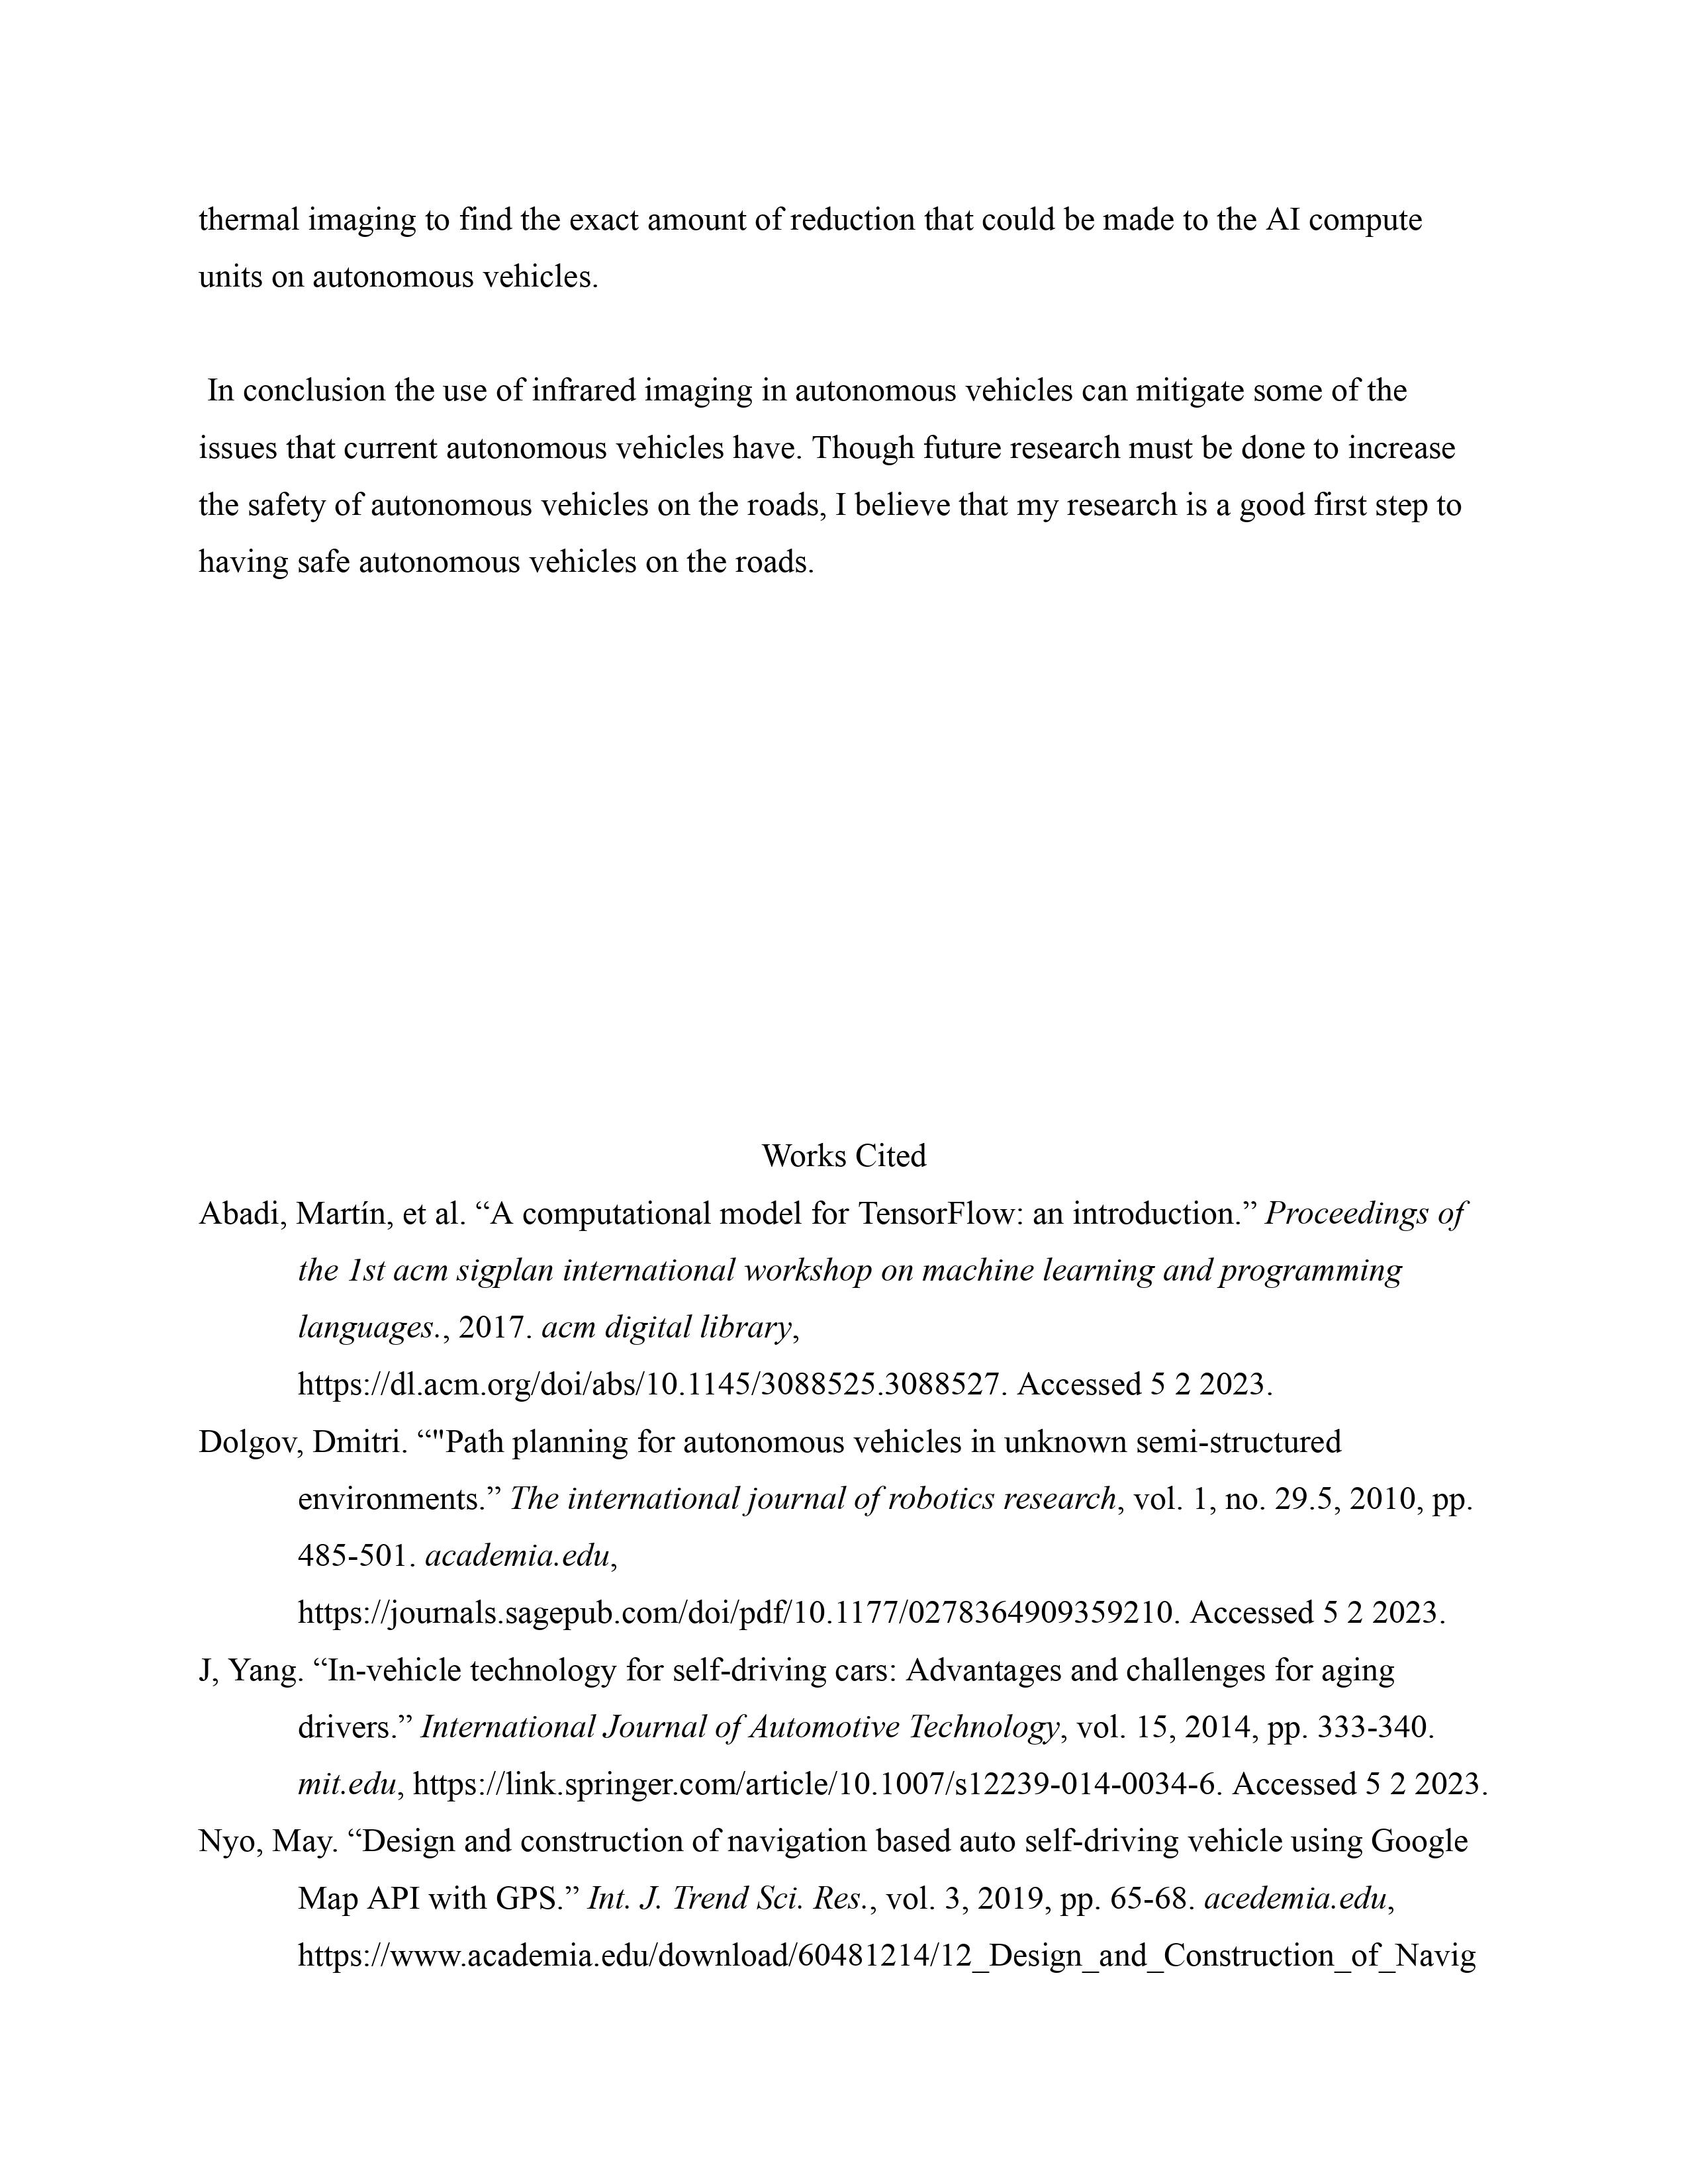 thermal imaging to find the exact amount of reduction that could be made to the AI compute
units on autonomous vehicles.
In conclusion the use of infrared imaging in autonomous vehicles can mitigate some of the
issues that current autonomous vehicles have. Though future research must be done to increase
the safety of autonomous vehicles on the roads, I believe that my research is a good first step to
having safe autonomous vehicles on the roads.
Works Cited
Abadi, Martín, et al. “A computational model for TensorFlow: an introduction.” Proceedings of
the 1st acm sigplan international workshop on machine learning and programming
languages., 2017. acm digital library,
https://dl.acm.org/doi/abs/10.1145/3088525.3088527. Accessed 5 2 2023.
Dolgov, Dmitri. “"Path planning for autonomous vehicles in unknown semi-structured
environments.” The international journal of robotics research, vol. 1, no. 29.5, 2010, pp.
485-501. academia.edu,
https://journals.sagepub.com/doi/pdf/10.1177/0278364909359210. Accessed 5 2 2023.
J, Yang. “In-vehicle technology for self-driving cars: Advantages and challenges for aging
drivers.” International Journal of Automotive Technology, vol. 15, 2014, pp. 333-340.
mit.edu, https://link.springer.com/article/10.1007/s12239-014-0034-6. Accessed 5 2 2023.
Nyo, May. “Design and construction of navigation based auto self-driving vehicle using Google
Map API with GPS.” Int. J. Trend Sci. Res., vol. 3, 2019, pp. 65-68. acedemia.edu,
https://www.academia.edu/download/60481214/12_Design_and_Construction_of_Navig